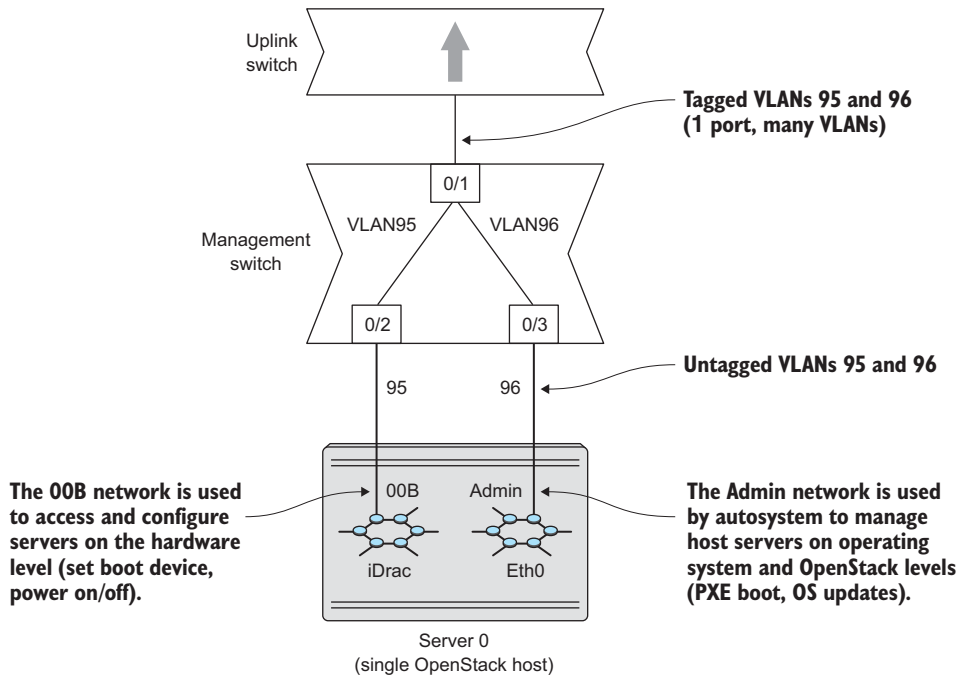 Uplink
switch
Tagged VLANs 95 and 96
(1 port, many VLANs)
0/1
VLAN95
VLAN96
Management
switch
0/2
0/3
Untagged VLANs 95 and 96
95
96
The 00B network is used
to access and configure
servers on the hardware
level (set boot device,
power on/off).
00B
Admin
iDrac
Eth0
The Admin network is used
by autosystem to manage
host servers on operating
system and OpenStack levels
(PXE boot, OS updates).
Server 0
(single OpenStack host)